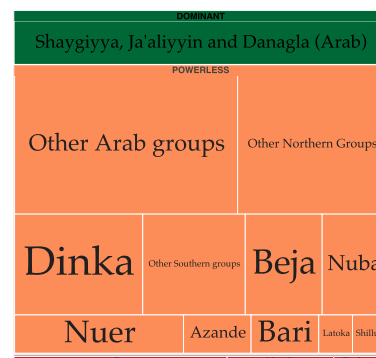 DOMINANT
Shaygiyya, Ja'aliyyin and Danagla (Arab)
POWERLESS
Other Arab groups
Other Northern Groups
Dinka
Other Southern groups
Beja
Nuba
Nuer
Azande
Bari
Latoka
Shillu